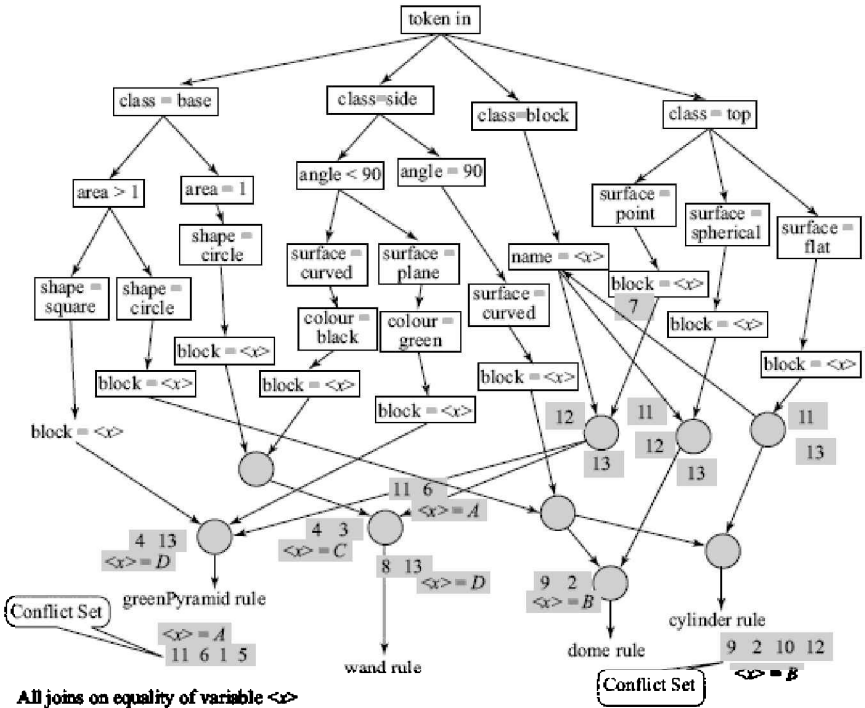 token in
class = base
class=side
class=block
class = top
area > 1
area = 1
angle < 90
angle = 90
surface =
point
surface =
spherical
surface =
flat
shape =
circle
surface =
curved
surface =
plane
name = <x>
block = <x>
7
shape =
square
shape =
circle
colour =
black
colour =
green
surface =
curved
block = <x>
block = <x>
block = <x>
block = <x>
block = <x>
block = <x>
block = <x>
block = <x>
12
13
11
12
13
11
13
11 6
<x> = A
4 13
<x> = D
4 3
<x> = C
8 13
<x> = D
9 2
<x> = B
greenPyramid rule
Conflict Set
<x> = A
11 6 1 5
wand rule
dome rule
cylinder rule
9 2 10 12
<x> = B
Conflict Set
All joins on equality of variable <x>